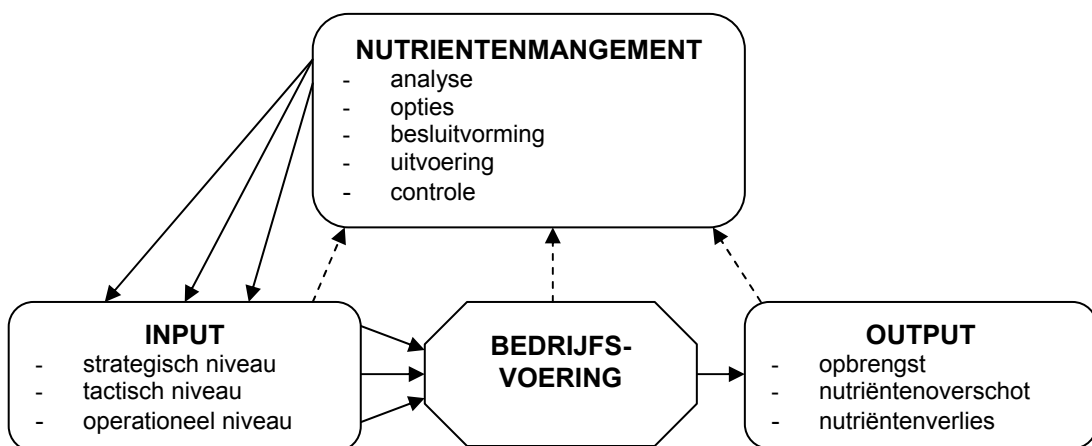 NUTRIENTENMANGEMENT
- analyse
- opties
- besluitvorming
- uitvoering
- controle
INPUT
- strategisch niveau
- tactisch niveau
- operationeel niveau
BEDRIJFS-
VOERING
OUTPUT
- opbrengst
- nutriëntenoverschot
- nutriëntenverlies